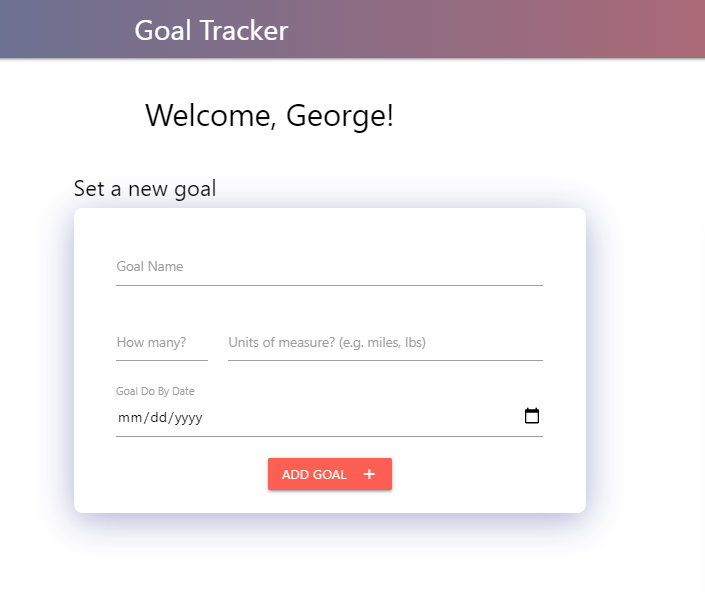 Goal Tracker
Welcome, George!
Set a new goal
Goal Name
How many? Units of measure? (e.g. miles, lbs)
Goal Do By Date
mm/dd/yyyy
ADD GOAL +